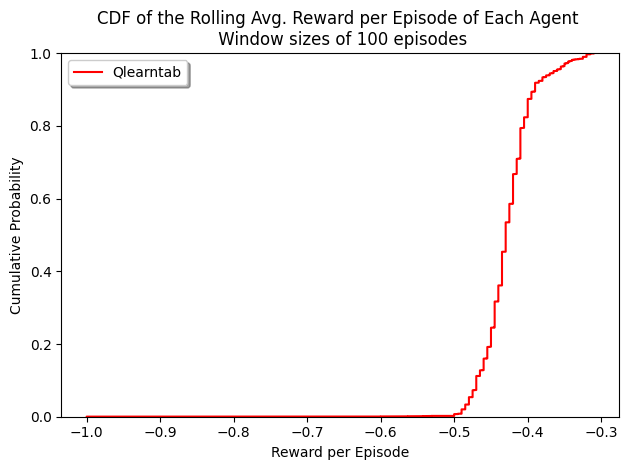 CDF of the Rolling Avg. Reward per Episode of Each Agent
Window sizes of 100 episodes
Qlearntab
1.0
0.8
0.6
0.4
0.2
0.0
Cumulative Probability
−1.0 −0.9 −0.8 −0.7 −0.6 −0.5 −0.4 −0.3
Reward per Episode